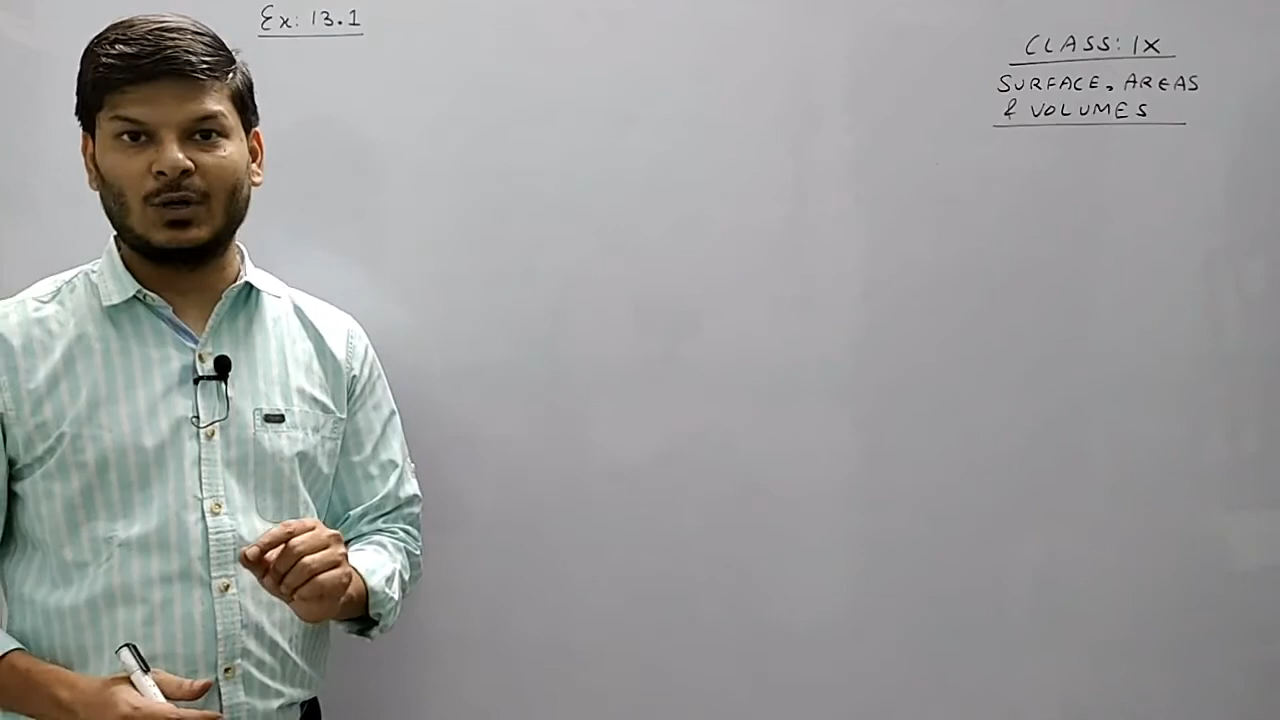 Ex: 13.1
CLASS: IX
SURFACE, AREAS
& VOLUMES